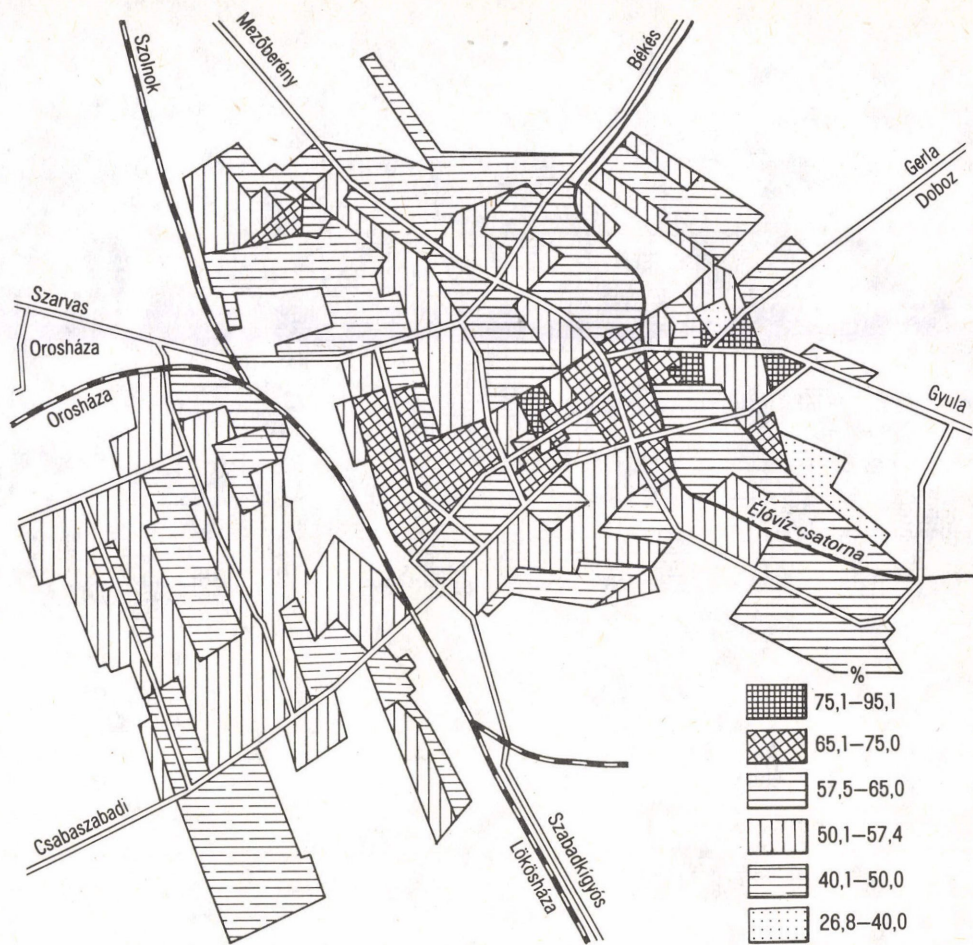 Szolnok
Mezőberény
Békés
Gerla
Doboz
Szarvas
Orosháza
Orosháza
Gyula
Élővíz-csatorna
Csabaszabadi
Lökösháza
Szabadkígyós
%
75,1—95,1
65,1—75,0
57,5—65,0
50,1—57,4
40,1—50,0
26,8—40,0